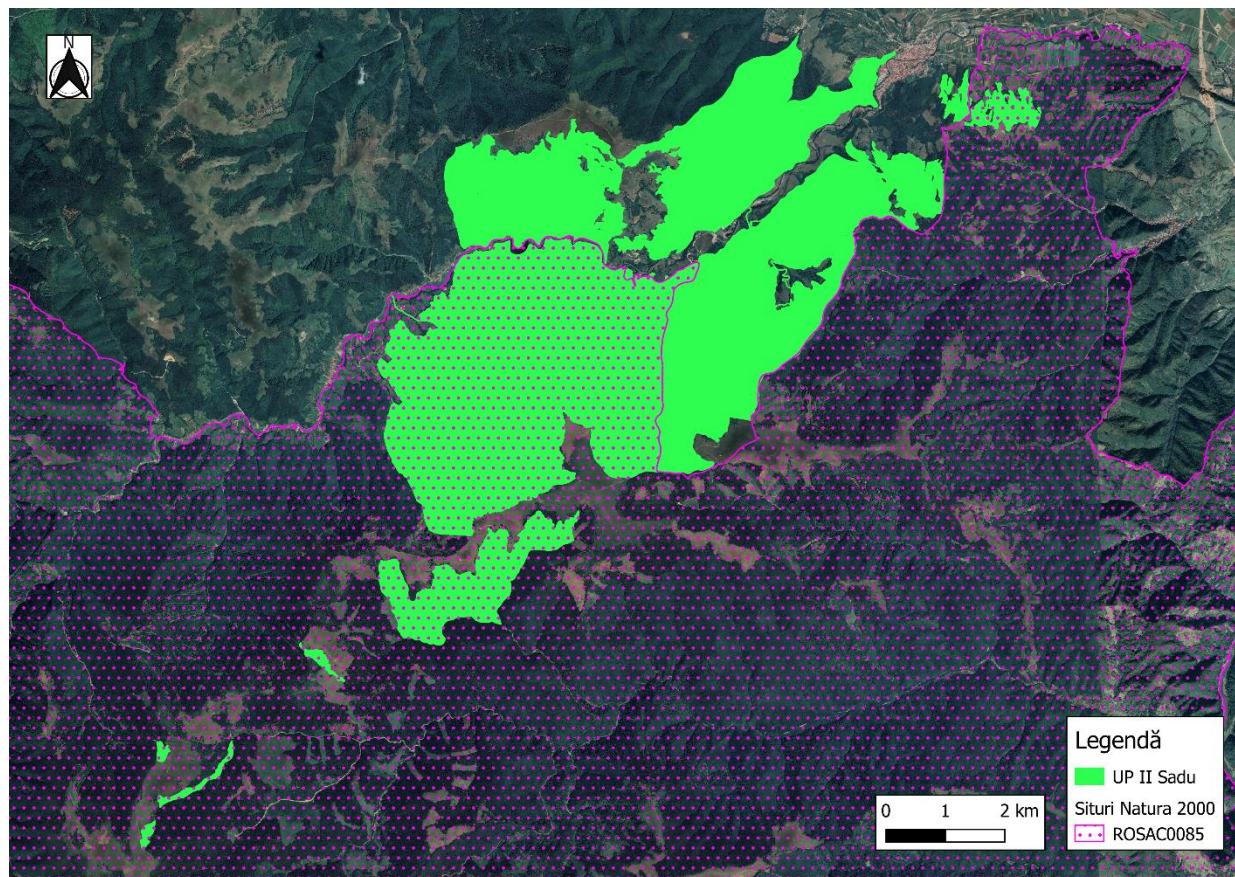 N
Legendă
UP II Sadu
Situri Natura 2000
ROSAC0085
0 1 2 km